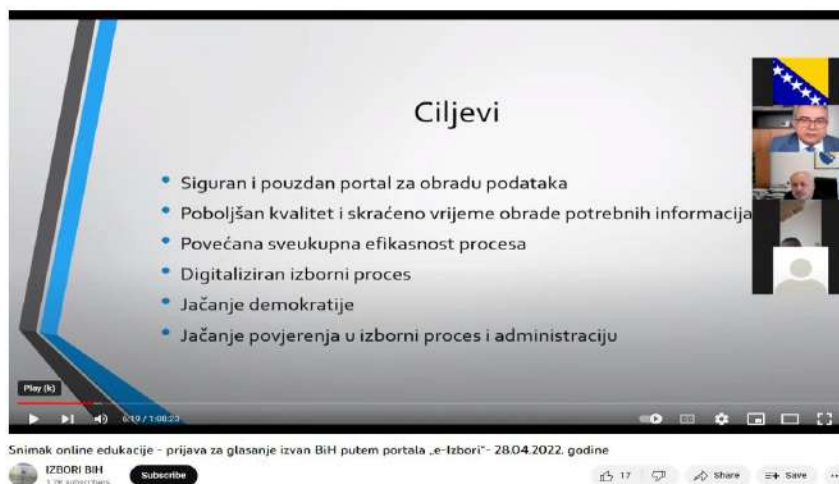 Ciljevi
Siguran i pouzdan portal za obradu podataka
Poboljšan kvalitet i skraćeno vrijeme obrade potrebnih informacija
Povećana sveukupna efikasnost procesa
Digitaliziran izborni proces
Jačanje demokratije
Jačanje povjerenja u izborni proces i administraciju
Play (k)
6:19 / 1:08:23
Snimak online edukacije - prijava za glasanje izvan BiH putem portala „e-Izbori“- 28.04.2022. godine
IZBORI BIH
Subscribe
17
Share
Save
subscribers